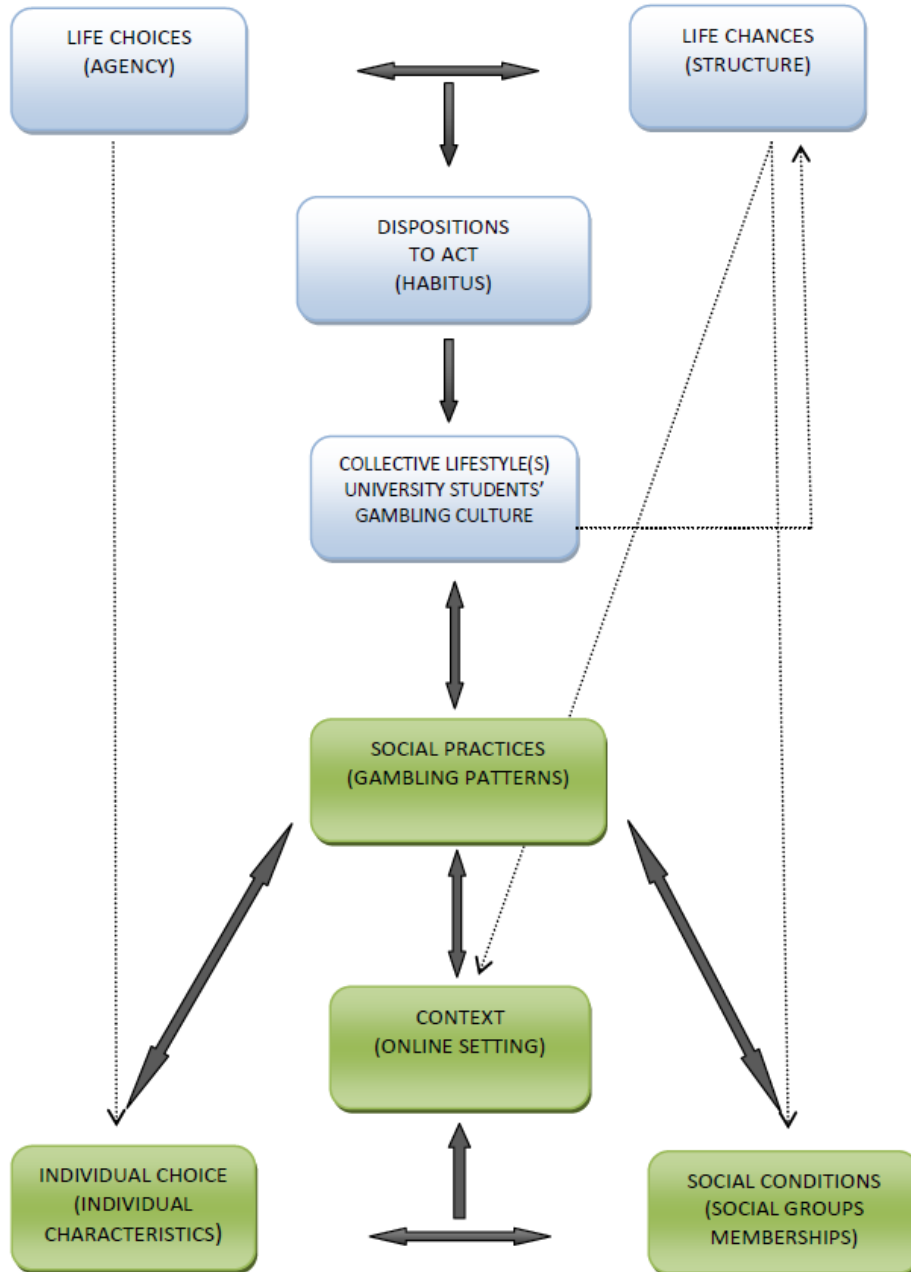 LIFE CHOICES
(AGENCY)
LIFE CHANCES
(STRUCTURE)
DISPOSITIONS
TO ACT
(HABITUS)
COLLECTIVE LIFESTYLE(S)
UNIVERSITY STUDENTS’
GAMBLING CULTURE
SOCIAL PRACTICES
(GAMBLING PATTERNS)
CONTEXT
(ONLINE SETTING)
INDIVIDUAL CHOICE
(INDIVIDUAL
CHARACTERISTICS)
SOCIAL CONDITIONS
(SOCIAL GROUPS
MEMBERSHIPS)